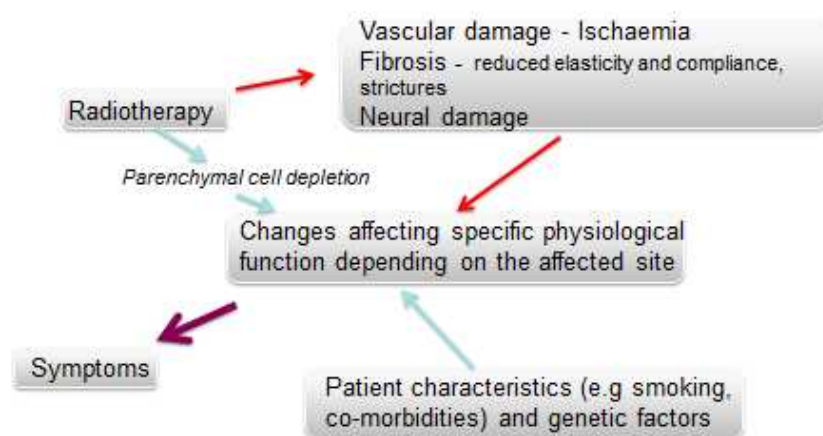 Vascular damage - Ischaemia
Fibrosis - reduced elasticity and compliance,
strictures
Neural damage
Radiotherapy
Parenchymal cell depletion
Changes affecting specific physiological
function depending on the affected site
Symptoms
Patient characteristics (e.g smoking,
co-morbidities) and genetic factors